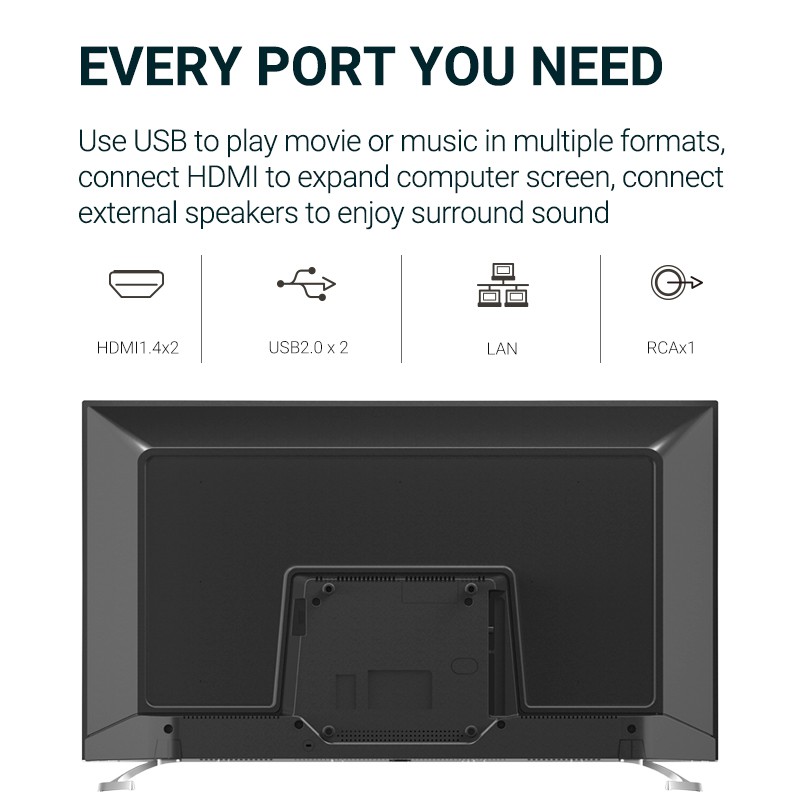 EVERY PORT YOU NEED
Use USB to play movie or music in multiple formats,
connect HDMI to expand computer screen, connect
external speakers to enjoy surround sound
HDMI1.4x2
USB2.0 x 2
LAN
RCAx1